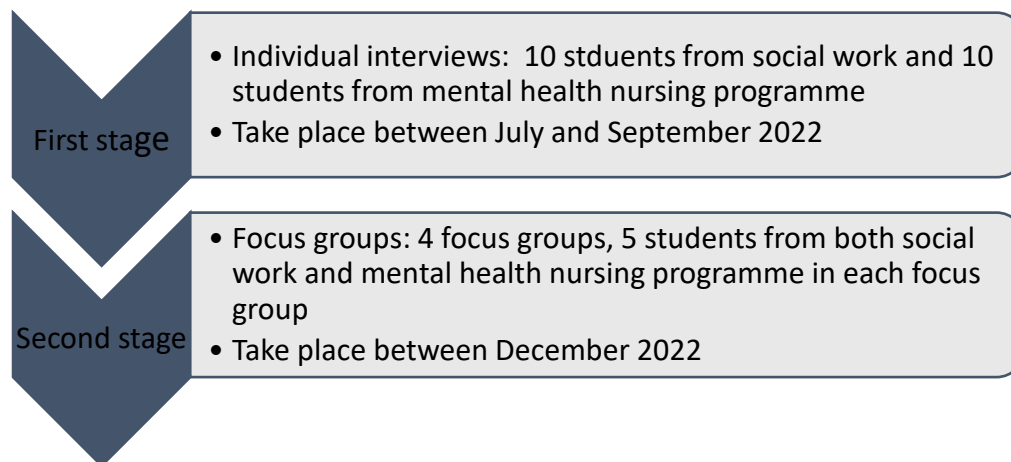 First stage
• Individual interviews:  10 stduents from social work and 10
students from mental health nursing programme
• Take place between July and September 2022
Second stage
• Focus groups: 4 focus groups, 5 students from both social
work and mental health nursing programme in each focus
group
• Take place between December 2022